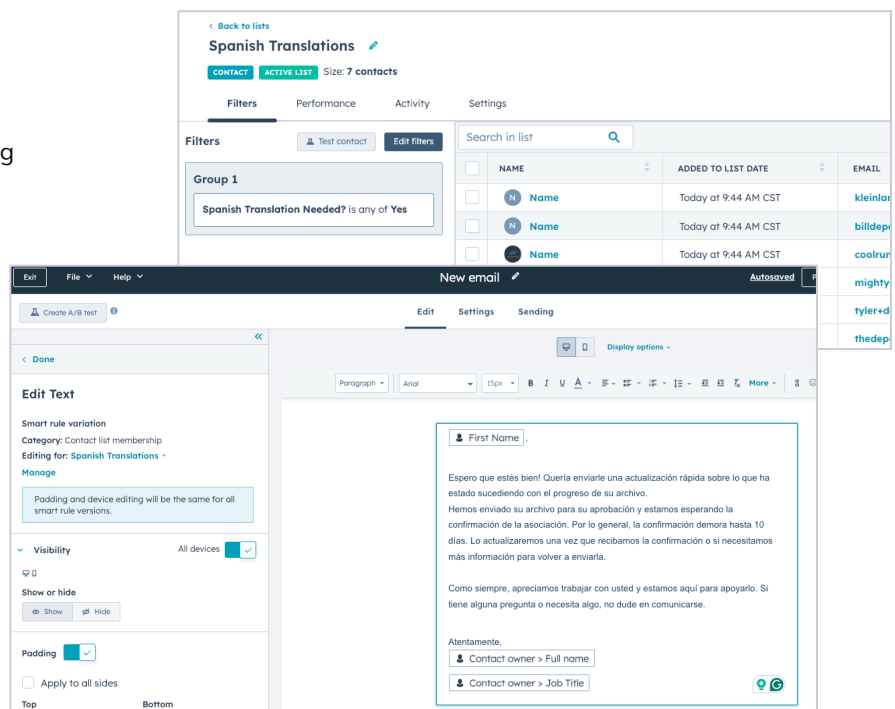 g
< Back to lists
Spanish Translations
CONTACT ACTIVE LIST Size: 7 contacts
Filters Performance Activity Settings
Filters Test contact Edit filters
Group 1
Spanish Translation Needed? is any of Yes
Search in list
NAME ADDED TO LIST DATE EMAIL
N Name Today at 9:44 AM CST
N Name Today at 9:44 AM CST
Name Today at 9:44 AM CST
Exit File Help New email Autosaved
Create A/B test Edit Settings Sending
Display options
< Done
Paragraph Arial 15px B I U A More
Edit Text
Smart rule variation
Category: Contact list membership
Editing for: Spanish Translations
Manage
Padding and device editing will be the same for all
smart rule versions.
Visibility All devices
Show or hide
Show Hide
Padding
Apply to all sides
Top Bottom
First Name ,
Espero que estés bien! Quería enviarle una actualización rápida sobre lo que ha
estado sucediendo con el progreso de su archivo.
Hemos enviado su archivo para su aprobación y estamos esperando la
confirmación de la asociación. Por lo general, la confirmación demora hasta 10
días. Lo actualizaremos una vez que recibamos la confirmación o si necesitamos
más información para volver a enviarla.
Como siempre, apreciamos trabajar con usted y estamos aquí para apoyarlo. Si
tiene alguna pregunta o necesita algo, no dude en comunicarse.
Atentamente,
Contact owner > Full name
Contact owner > Job Title